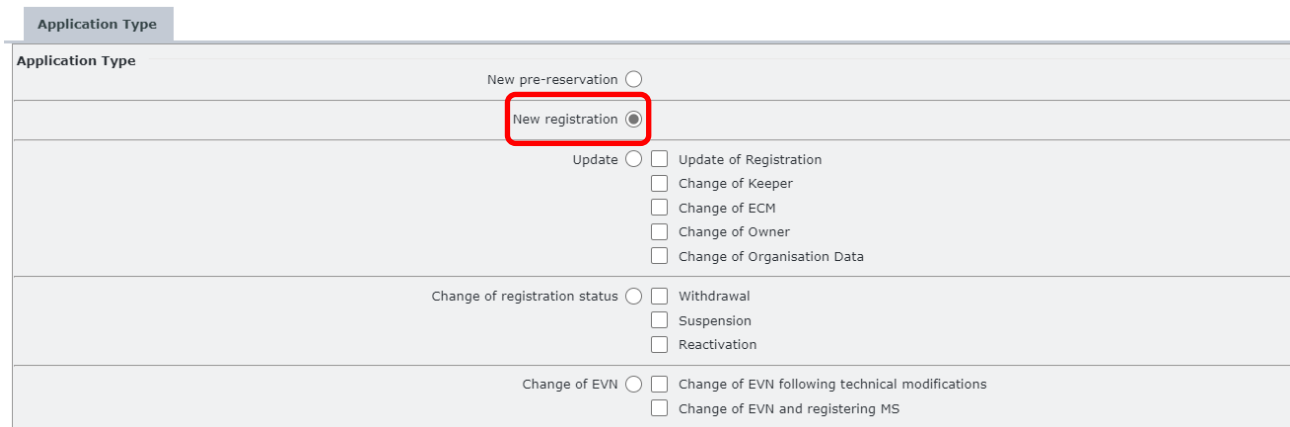 Application Type
Application Type
New pre-reservation
New registration
Update Update of Registration
Change of Keeper
Change of ECM
Change of Owner
Change of Organisation Data
Change of registration status Withdrawal
Suspension
Reactivation
Change of EVN Change of EVN following technical modifications
Change of EVN and registering MS